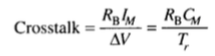 Crosstalk = R_B I_M / ΔV = R_B C_M / T_r